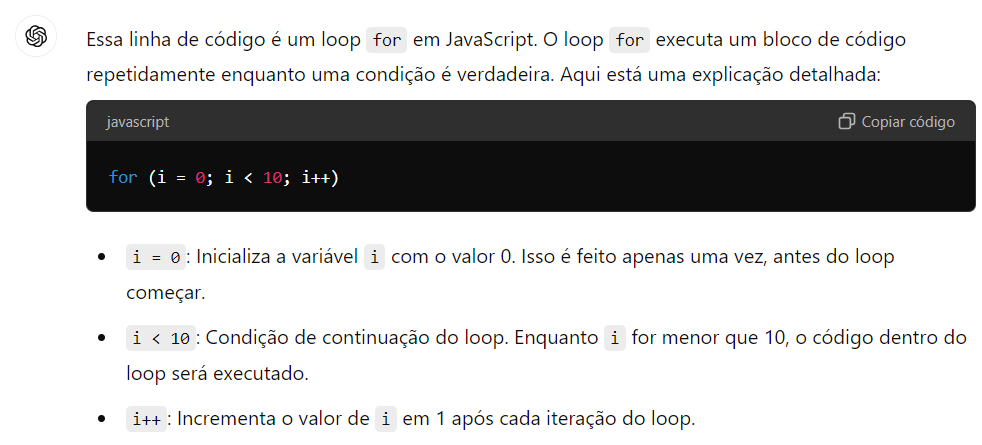 Essa linha de código é um loop for em JavaScript. O loop for executa um bloco de código
repetidamente enquanto uma condição é verdadeira. Aqui está uma explicação detalhada:
javascript
Copiar código
for (i = 0; i < 10; i++)
• i = 0: Inicializa a variável i com o valor 0. Isso é feito apenas uma vez, antes do loop
começar.
• i < 10: Condição de continuação do loop. Enquanto i for menor que 10, o código dentro do
loop será executado.
• i++: Incrementa o valor de i em 1 após cada iteração do loop.